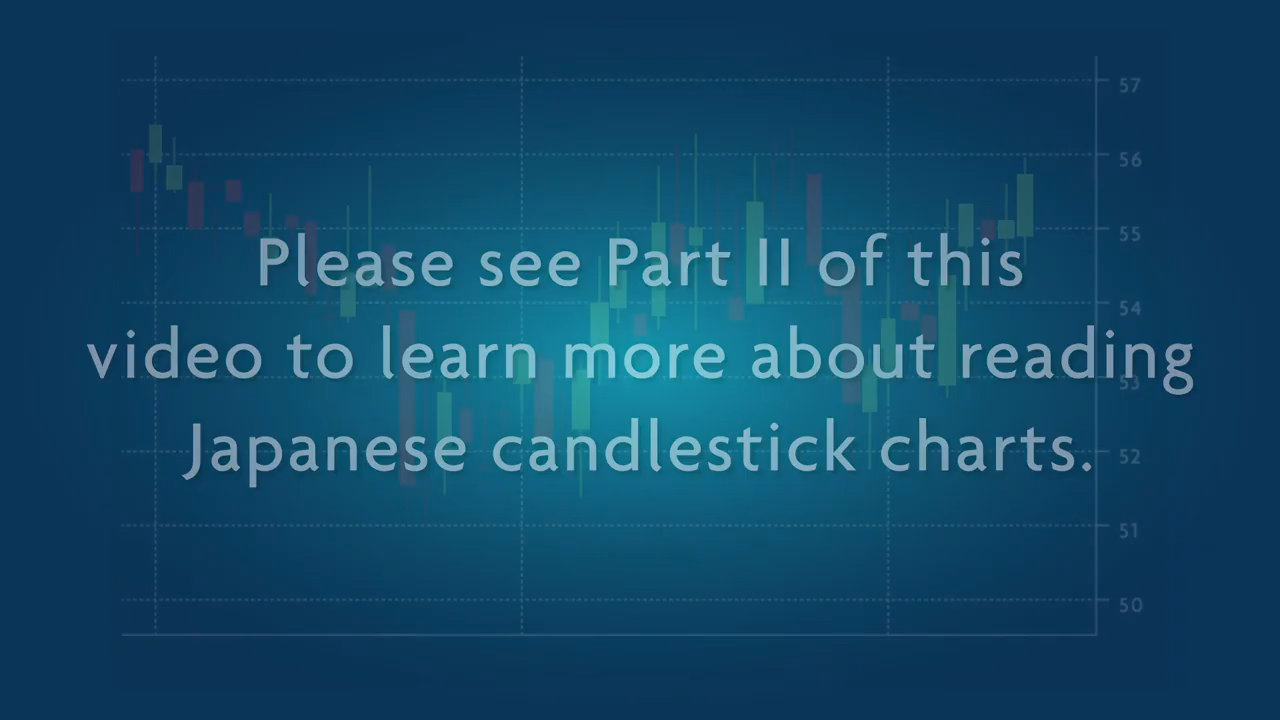 Please see Part II of this
video to learn more about reading
Japanese candlestick charts.
57
56
55
54
53
52
51
50